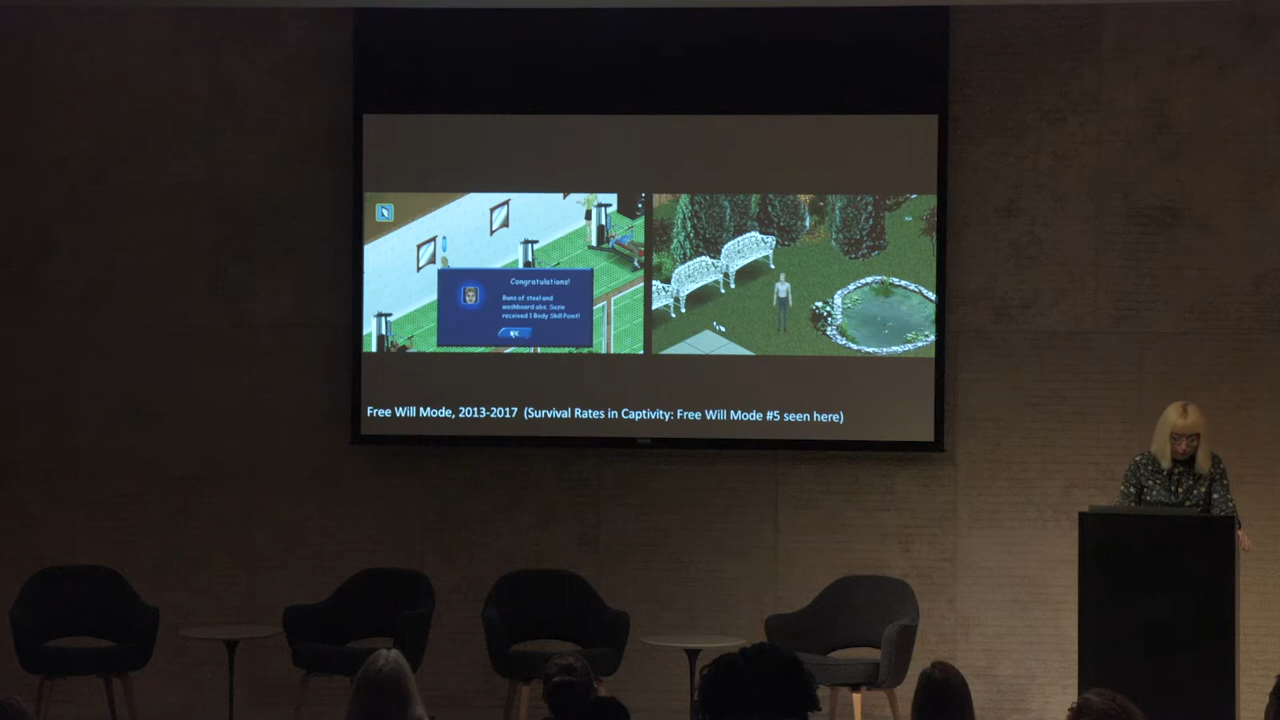 Congratulations!
Buns of steel and
washboard abs. Suzie
received 1 Body Skill Point!
OK
Free Will Mode, 2013-2017 (Survival Rates in Captivity: Free Will Mode #5 seen here)